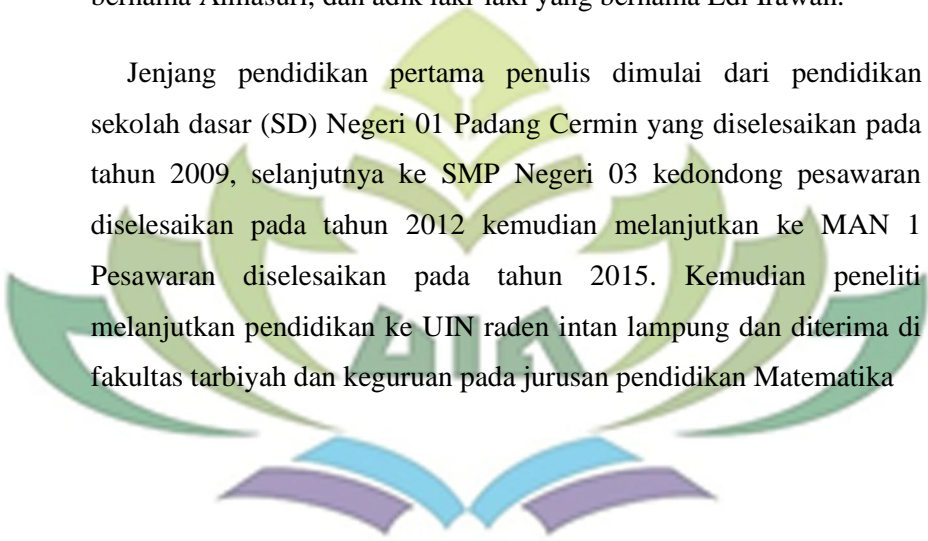 bernama Almasuri, dan adik laki-laki yang bernama Edi Irawan.
Jenjang pendidikan pertama penulis dimulai dari pendidikan
sekolah dasar (SD) Negeri 01 Padang Cermin yang diselesaikan pada
tahun 2009, selanjutnya ke SMP Negeri 03 kedondong pesawaran
diselesaikan pada tahun 2012 kemudian melanjutkan ke MAN 1
Pesawaran diselesaikan pada tahun 2015. Kemudian peneliti
melanjutkan pendidikan ke UIN raden intan lampung dan diterima di
fakultas tarbiyah dan keguruan pada jurusan pendidikan Matematika